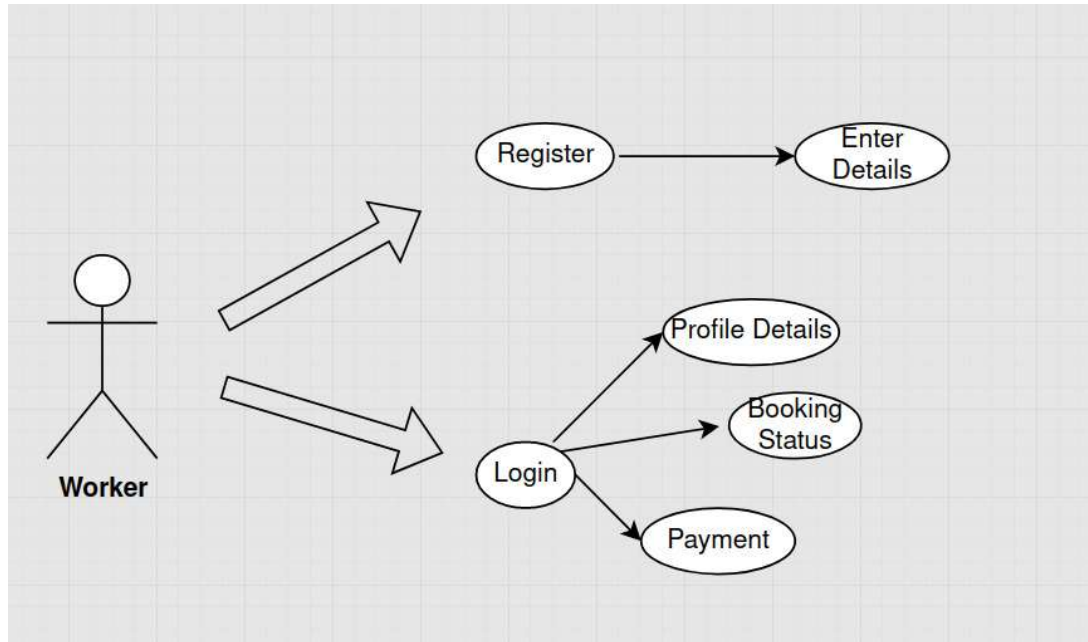 Register
Enter
Details
Profile Details
Booking
Status
Login
Payment
Worker